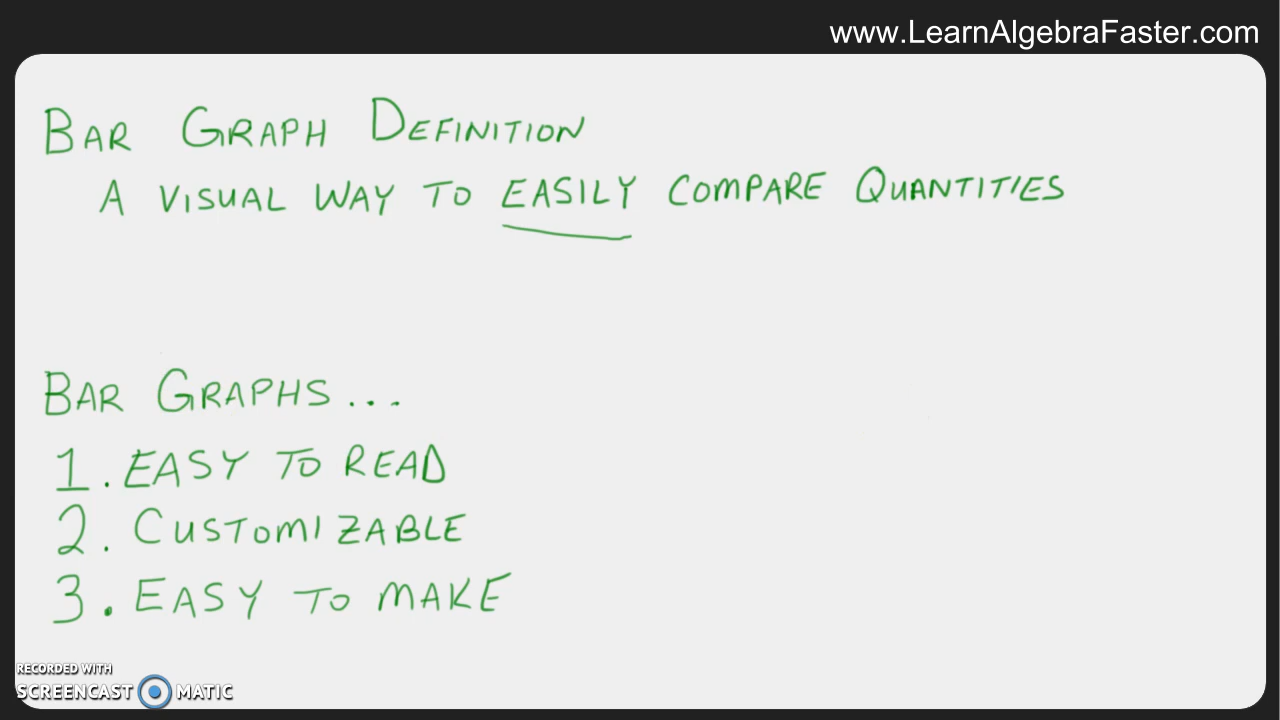 www.LearnAlgebraFaster.com
BAR GRAPH DEFINITION
A VISUAL WAY TO EASILY COMPARE QUANTITIES
BAR GRAPHS...
1. EASY TO READ
2. CUSTOMIZABLE
3. EASY TO MAKE
RECORDED WITH
SCREENCAST MATIC